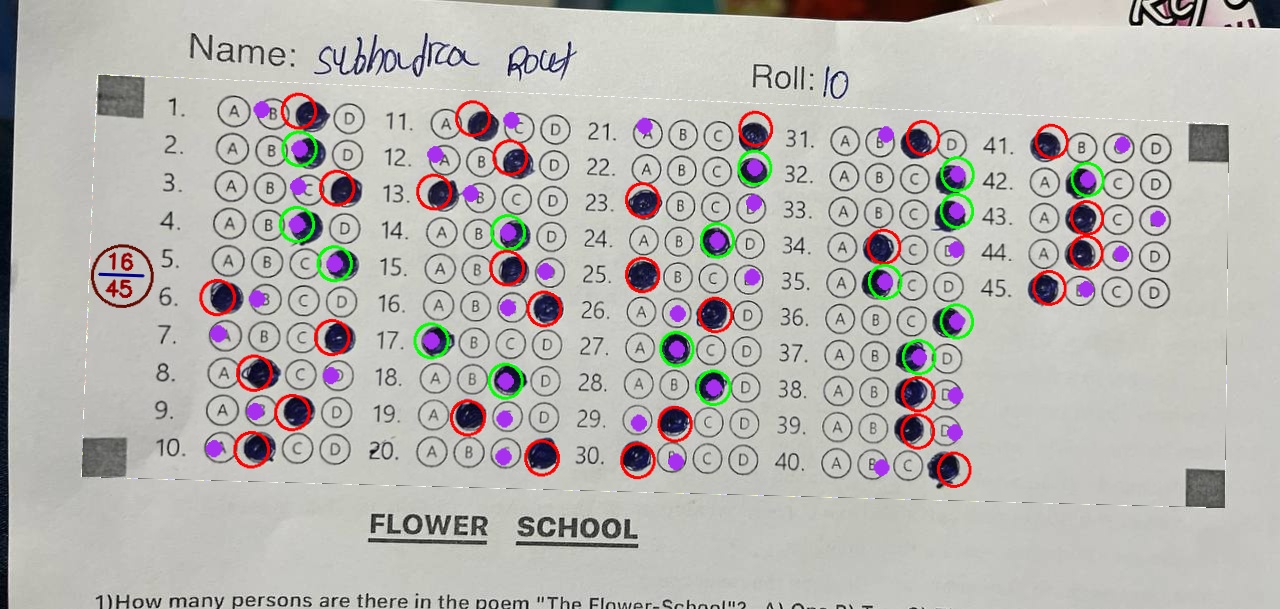 Name: Subhadra Rout
Roll: 10
1. A B D 11. A C D 21. A B C 31. A B D 41. B D
2. A B D 12. A B D 22. A B C 32. A B C 42. A C D
3. A B C 13. B C D 23. B C D 33. A B C 43. A C
4. A B D 14. A B D 24. A B D 34. A C D 44. A D
5. A B C 15. A B 25. B C 35. A C D 45. B C D
16
45
6. B C D 16. A B 26. A D 36. A B C
7. A B C 17. B C D 27. A C D 37. A B D
8. A C D 18. A B D 28. A B D 38. A B D
9. A D 19. A D 29. C D 39. A B D
10. A C D 20. A B 30. B C D 40. A B C
FLOWER SCHOOL
1)How many persons are there in the poem "The Flower-School"?